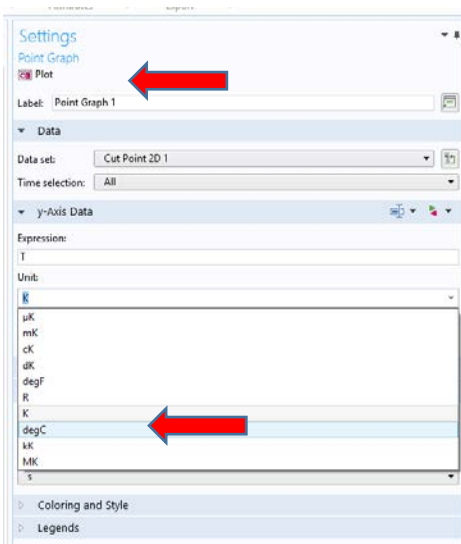 Settings
Point Graph
Plot
Label: Point Graph 1
Data
Data set: Cut Point 2D 1
Time selection: All
y-Axis Data
Expression:
T
Unit:
K
µK
mK
cK
dK
degF
R
K
degC
kK
MK
s
Coloring and Style
Legends